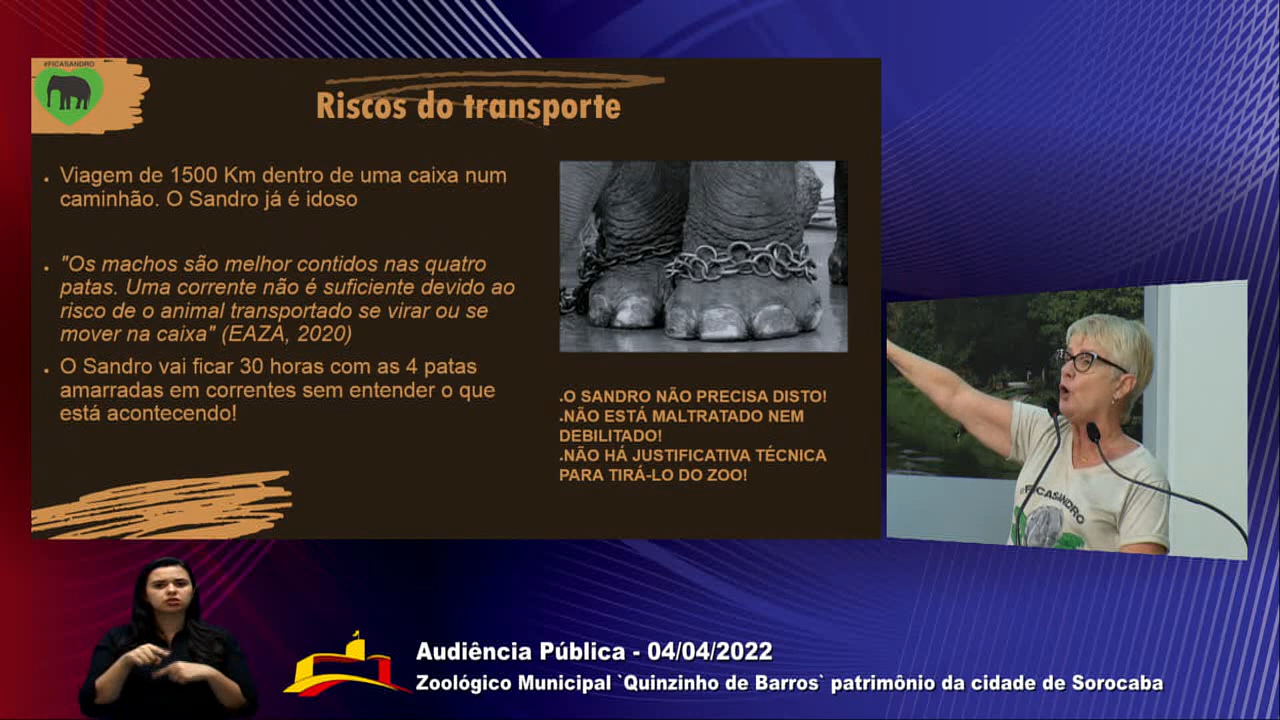 #FICASANDRO
Riscos do transporte
. Viagem de 1500 Km dentro de uma caixa num
caminhão. O Sandro já é idoso
. "Os machos são melhor contidos nas quatro
patas. Uma corrente não é suficiente devido ao
risco de o animal transportado se virar ou se
mover na caixa" (EAZA, 2020)
. O Sandro vai ficar 30 horas com as 4 patas
amarradas em correntes sem entender o que
está acontecendo!
.O SANDRO NÃO PRECISA DISTO!
.NÃO ESTÁ MALTRATADO NEM
DEBILITADO!
.NÃO HÁ JUSTIFICATIVA TÉCNICA
PARA TIRÁ-LO DO ZOO!
#FICASANDRO
Audiência Pública - 04/04/2022
Zoológico Municipal `Quinzinho de Barros` patrimônio da cidade de Sorocaba